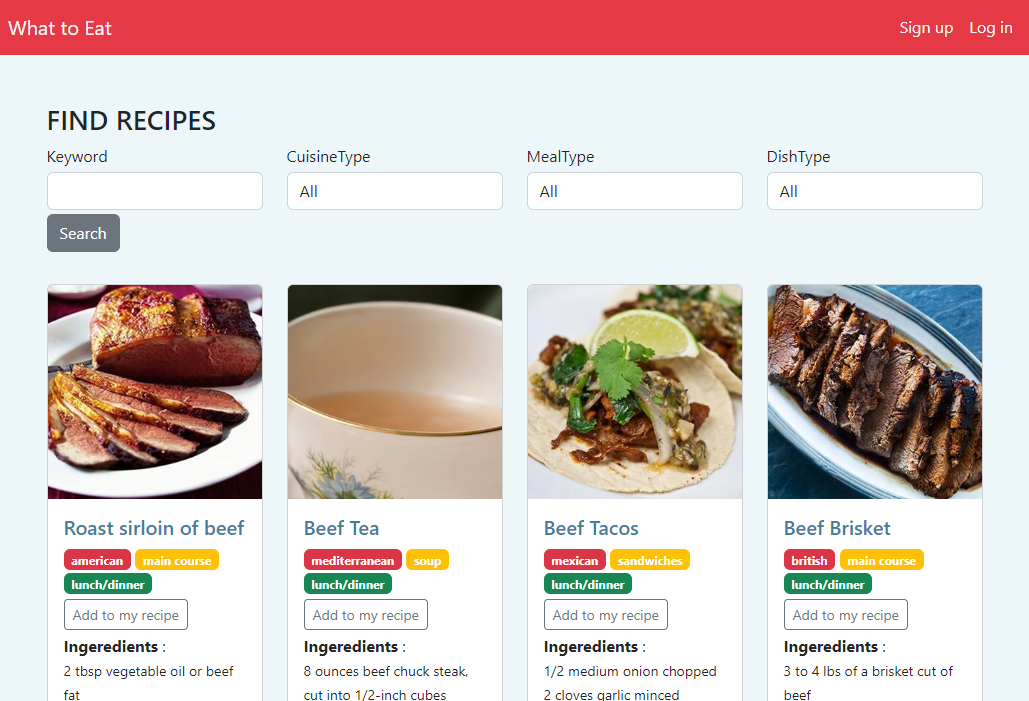 What to Eat
Sign up Log in
FIND RECIPES
Keyword CuisineType MealType DishType
All All All
Search
Roast sirloin of beef
american main course
lunch/dinner
Add to my recipe
Ingeredients :
2 tbsp vegetable oil or beef
fat
Beef Tea
mediterranean soup
lunch/dinner
Add to my recipe
Ingeredients :
8 ounces beef chuck steak,
cut into 1/2-inch cubes
Beef Tacos
mexican sandwiches
lunch/dinner
Add to my recipe
Ingeredients :
1/2 medium onion chopped
2 cloves garlic minced
Beef Brisket
british main course
lunch/dinner
Add to my recipe
Ingeredients :
3 to 4 lbs of a brisket cut of
beef